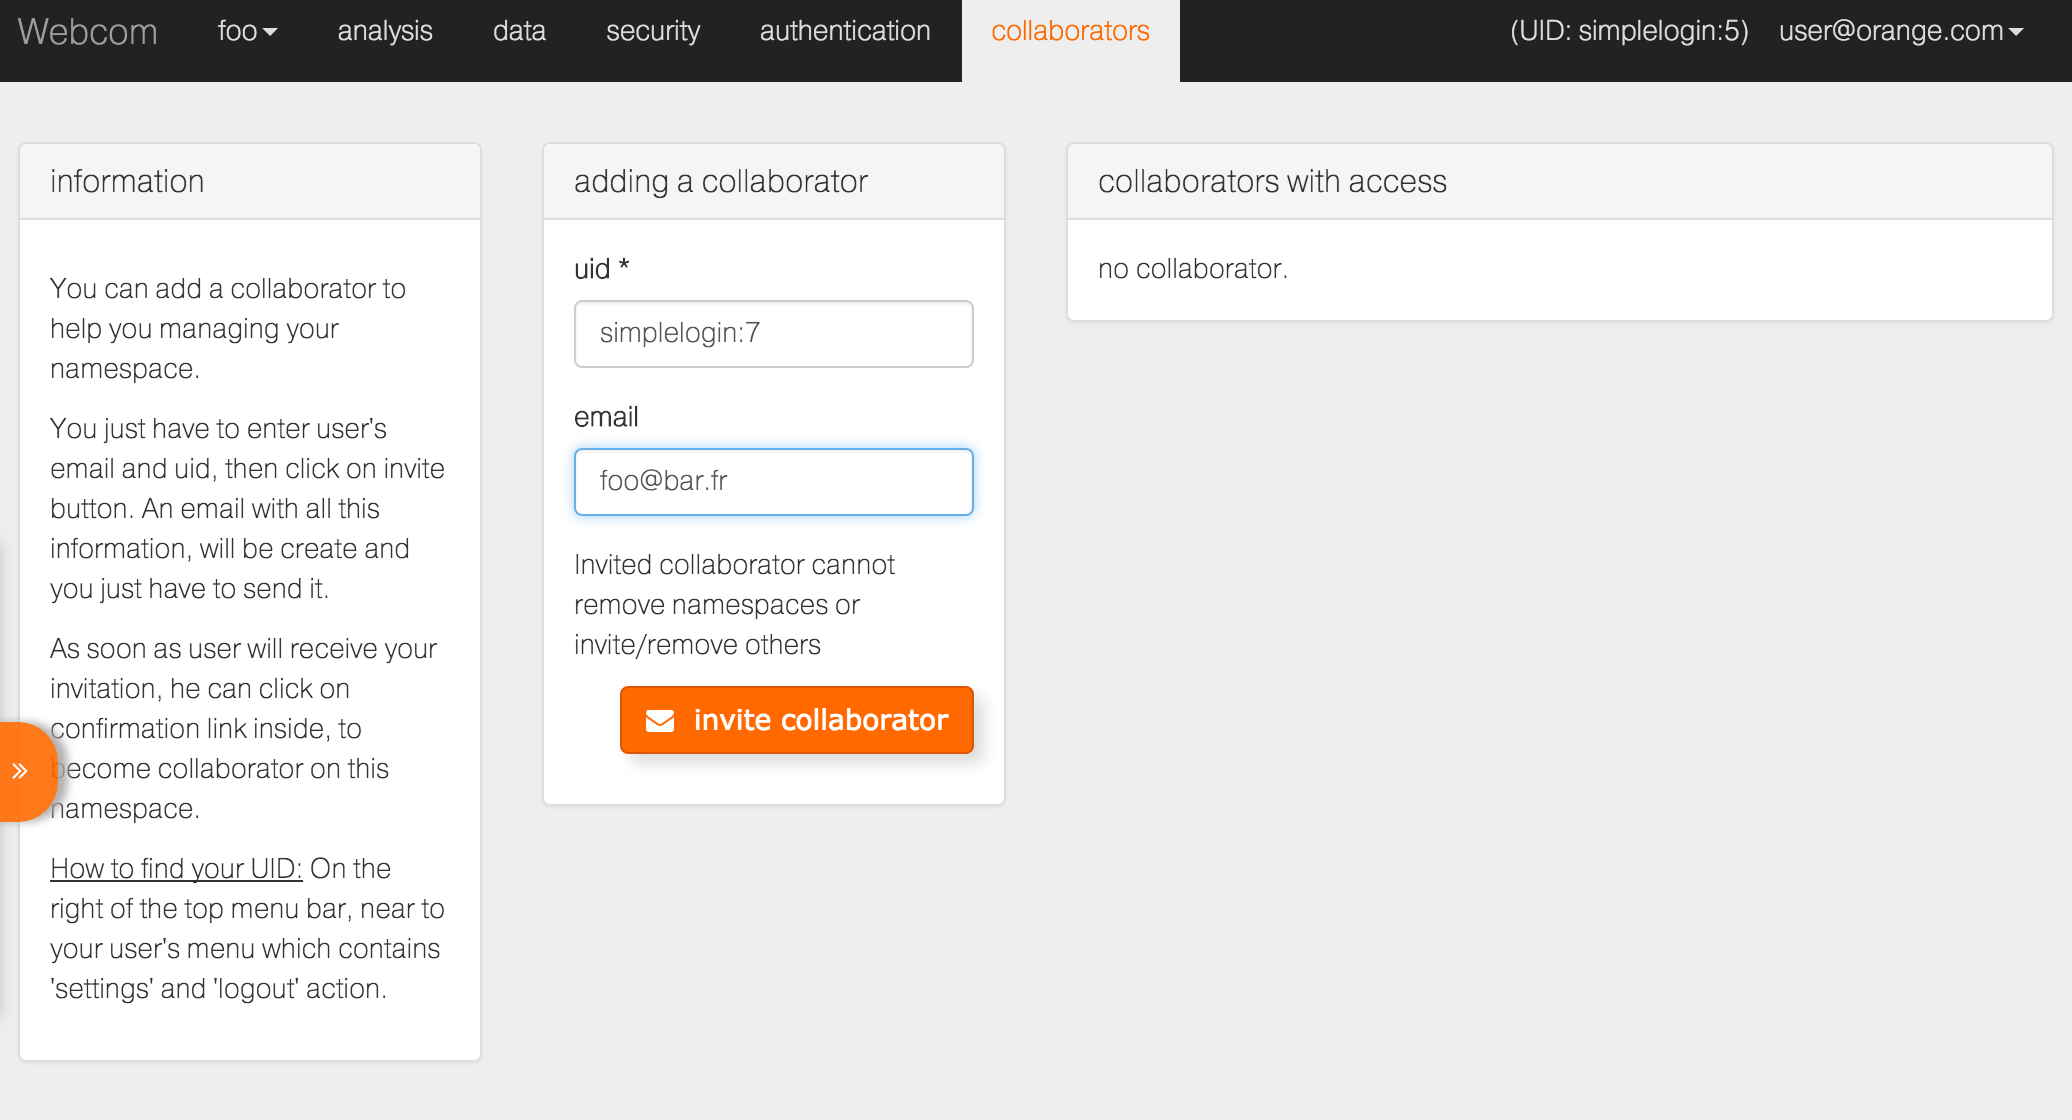 Webcom foo analysis data security authentication collaborators (UID: simplelogin:5) user@orange.com
information
You can add a collaborator to
help you managing your
namespace.
You just have to enter user's
email and uid, then click on invite
button. An email with all this
information, will be create and
you just have to send it.
As soon as user will receive your
invitation, he can click on
confirmation link inside, to
become collaborator on this
namespace.
How to find your UID: On the
right of the top menu bar, near to
your user's menu which contains
'settings' and 'logout' action.
adding a collaborator
uid *
simplelogin:7
email
foo@bar.fr
Invited collaborator cannot
remove namespaces or
invite/remove others
invite collaborator
collaborators with access
no collaborator.